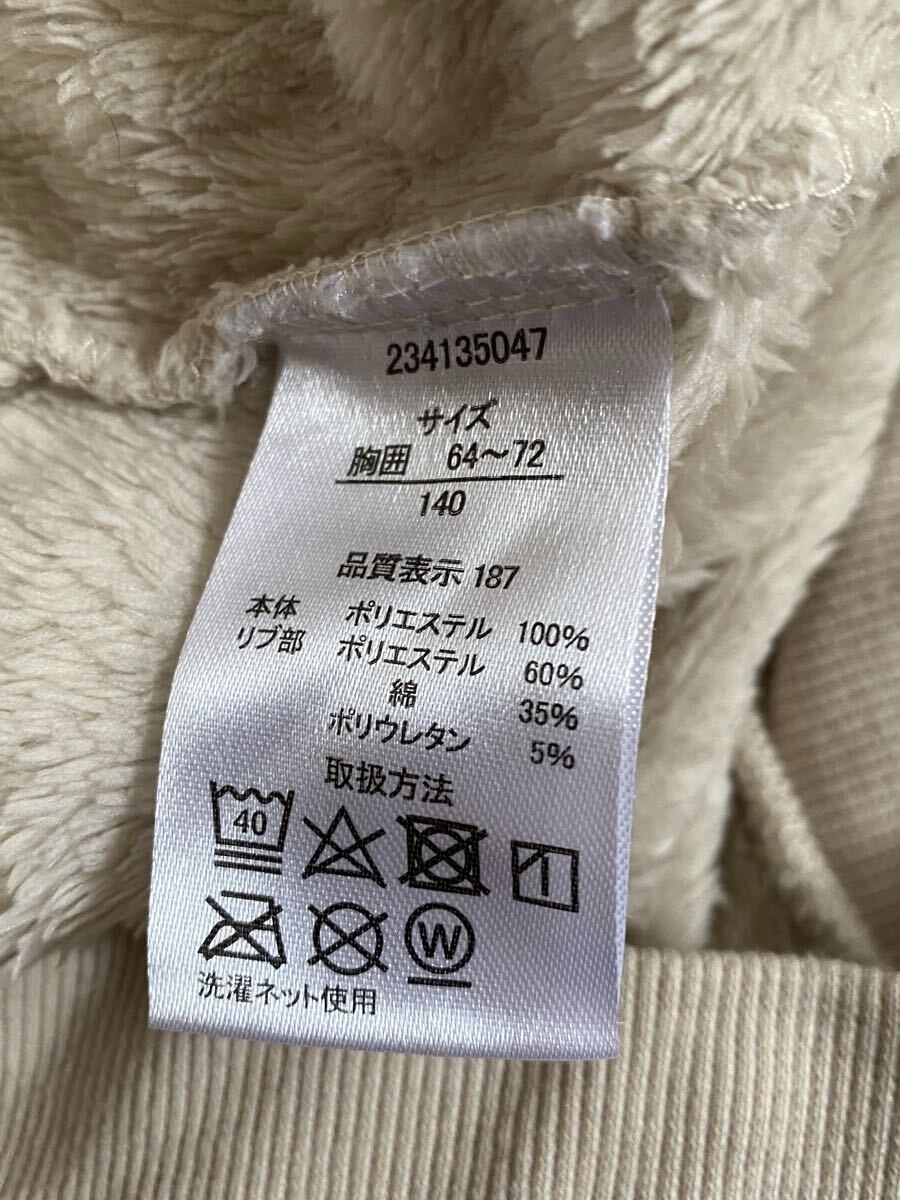 234135047
サイズ
胸囲 64～72
140
品質表示 187
本体 ポリエステル 100%
リブ部 ポリエステル 60%
綿 35%
ポリウレタン 5%
取扱方法
40
W
洗濯ネット使用